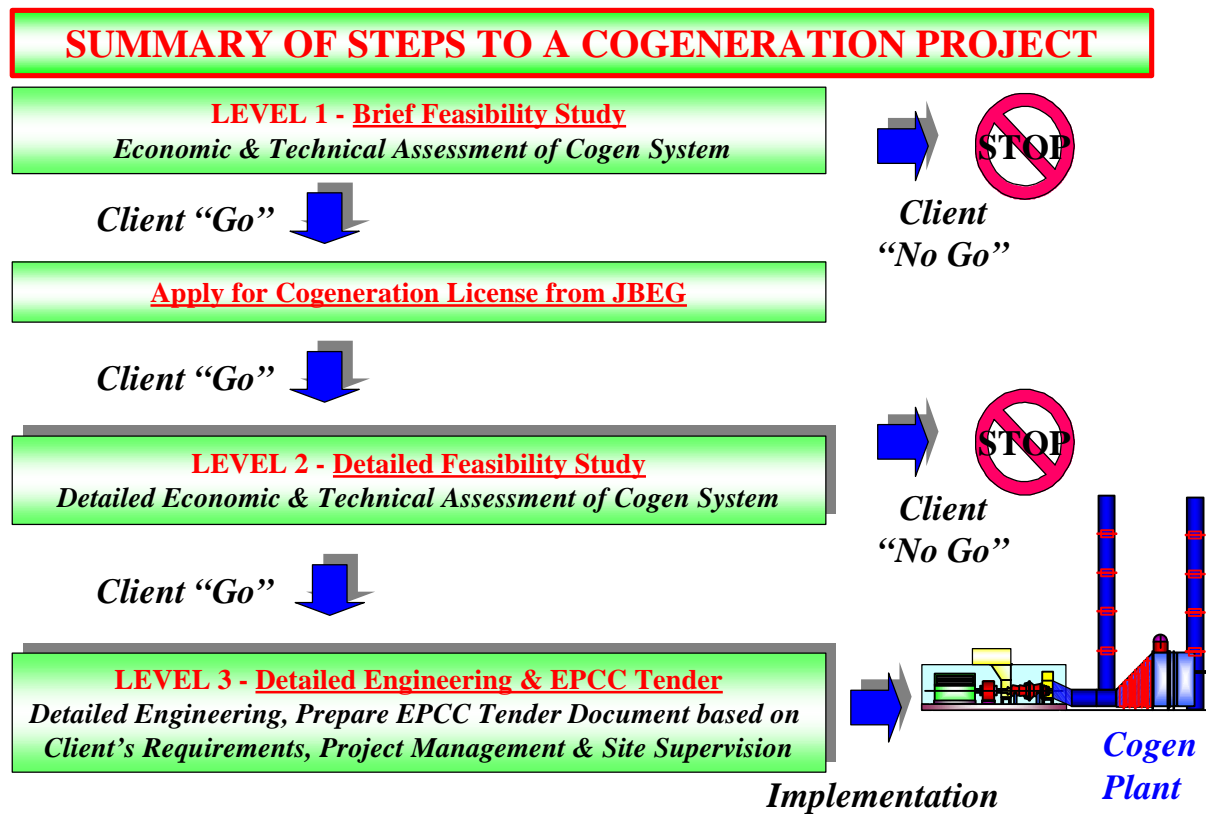 SUMMARY OF STEPS TO A COGENERATION PROJECT
LEVEL 1 - Brief Feasibility Study
Economic & Technical Assessment of Cogen System
STOP
Client “Go”
Client
“No Go”
Apply for Cogeneration License from JBEG
Client “Go”
LEVEL 2 - Detailed Feasibility Study
Detailed Economic & Technical Assessment of Cogen System
STOP
Client
“No Go”
Client “Go”
LEVEL 3 - Detailed Engineering & EPCC Tender
Detailed Engineering, Prepare EPCC Tender Document based on
Client’s Requirements, Project Management & Site Supervision
Implementation
Cogen
Plant